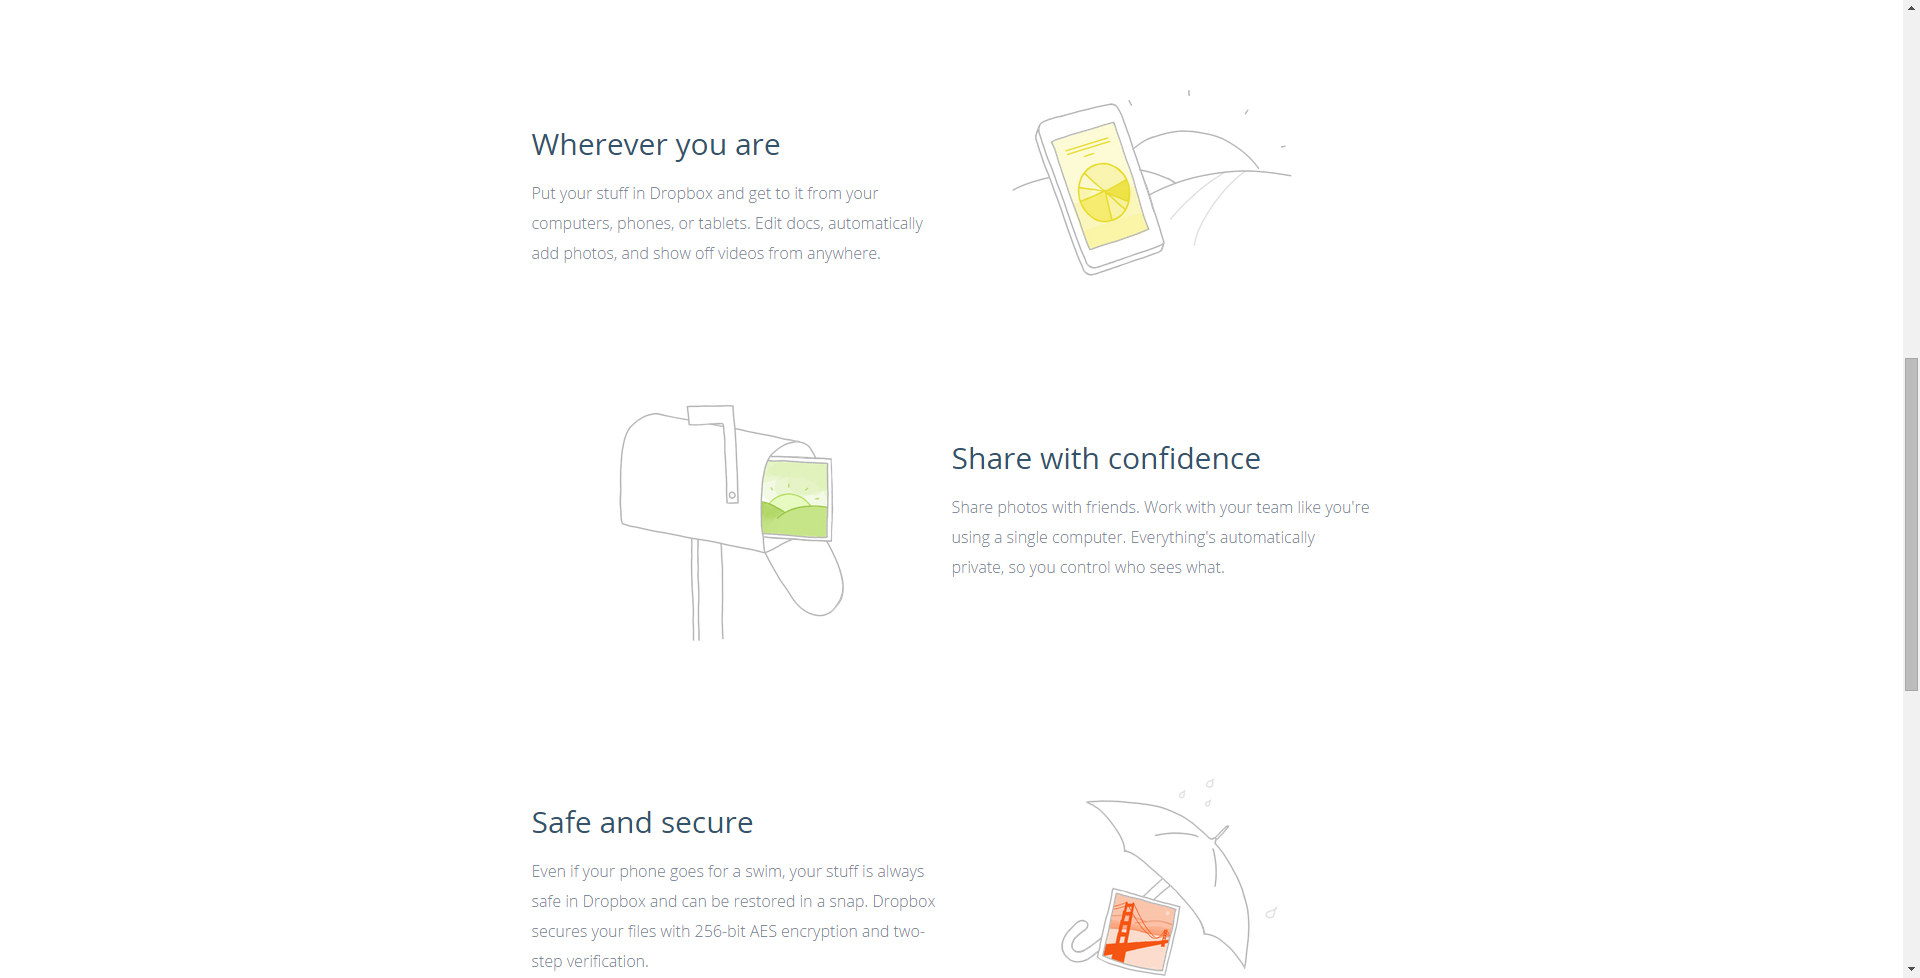 Wherever you are
Put your stuff in Dropbox and get to it from your
computers, phones, or tablets. Edit docs, automatically
add photos, and show off videos from anywhere.
Share with confidence
Share photos with friends. Work with your team like you're
using a single computer. Everything's automatically
private, so you control who sees what.
Safe and secure
Even if your phone goes for a swim, your stuff is always
safe in Dropbox and can be restored in a snap. Dropbox
secures your files with 256-bit AES encryption and two-
step verification.